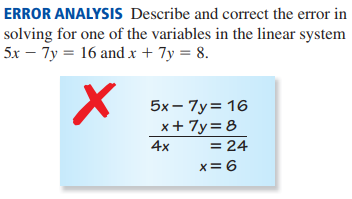 ERROR ANALYSIS Describe and correct the error in
solving for one of the variables in the linear system
5x − 7y = 16 and x + 7y = 8.
5x − 7y = 16
x + 7y = 8
4x = 24
x = 6